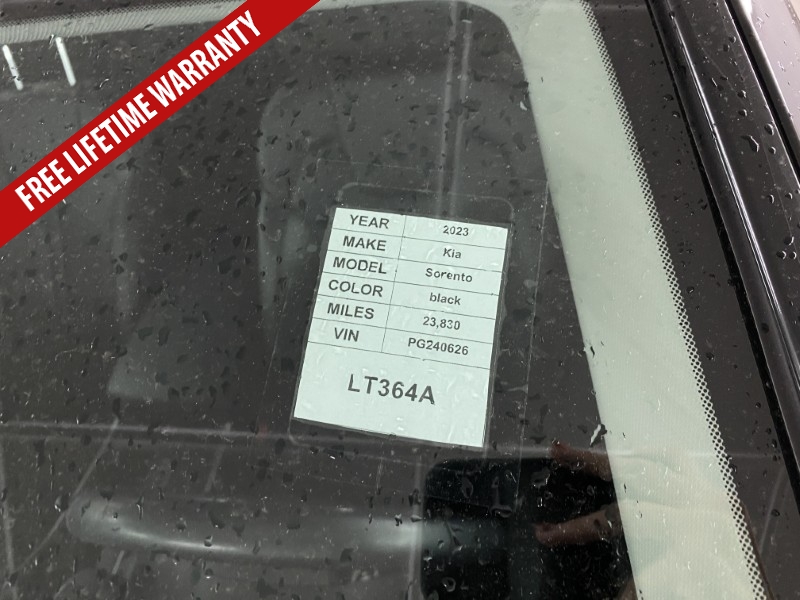 FREE LIFETIME WARRANTY
YEAR 2023
MAKE Kia
MODEL Sorento
COLOR black
MILES 23,830
VIN PG240626
LT364A